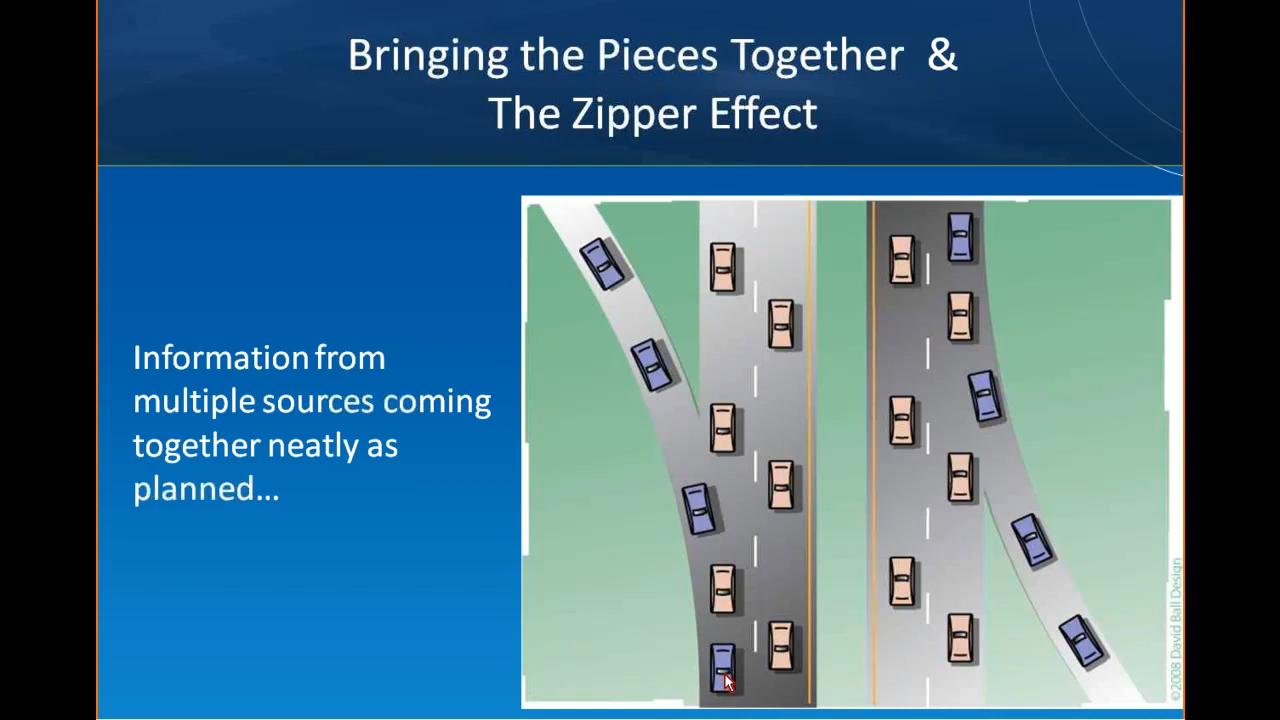 Bringing the Pieces Together &
The Zipper Effect
Information from
multiple sources coming
together neatly as
planned...
©2008 David Ball Design